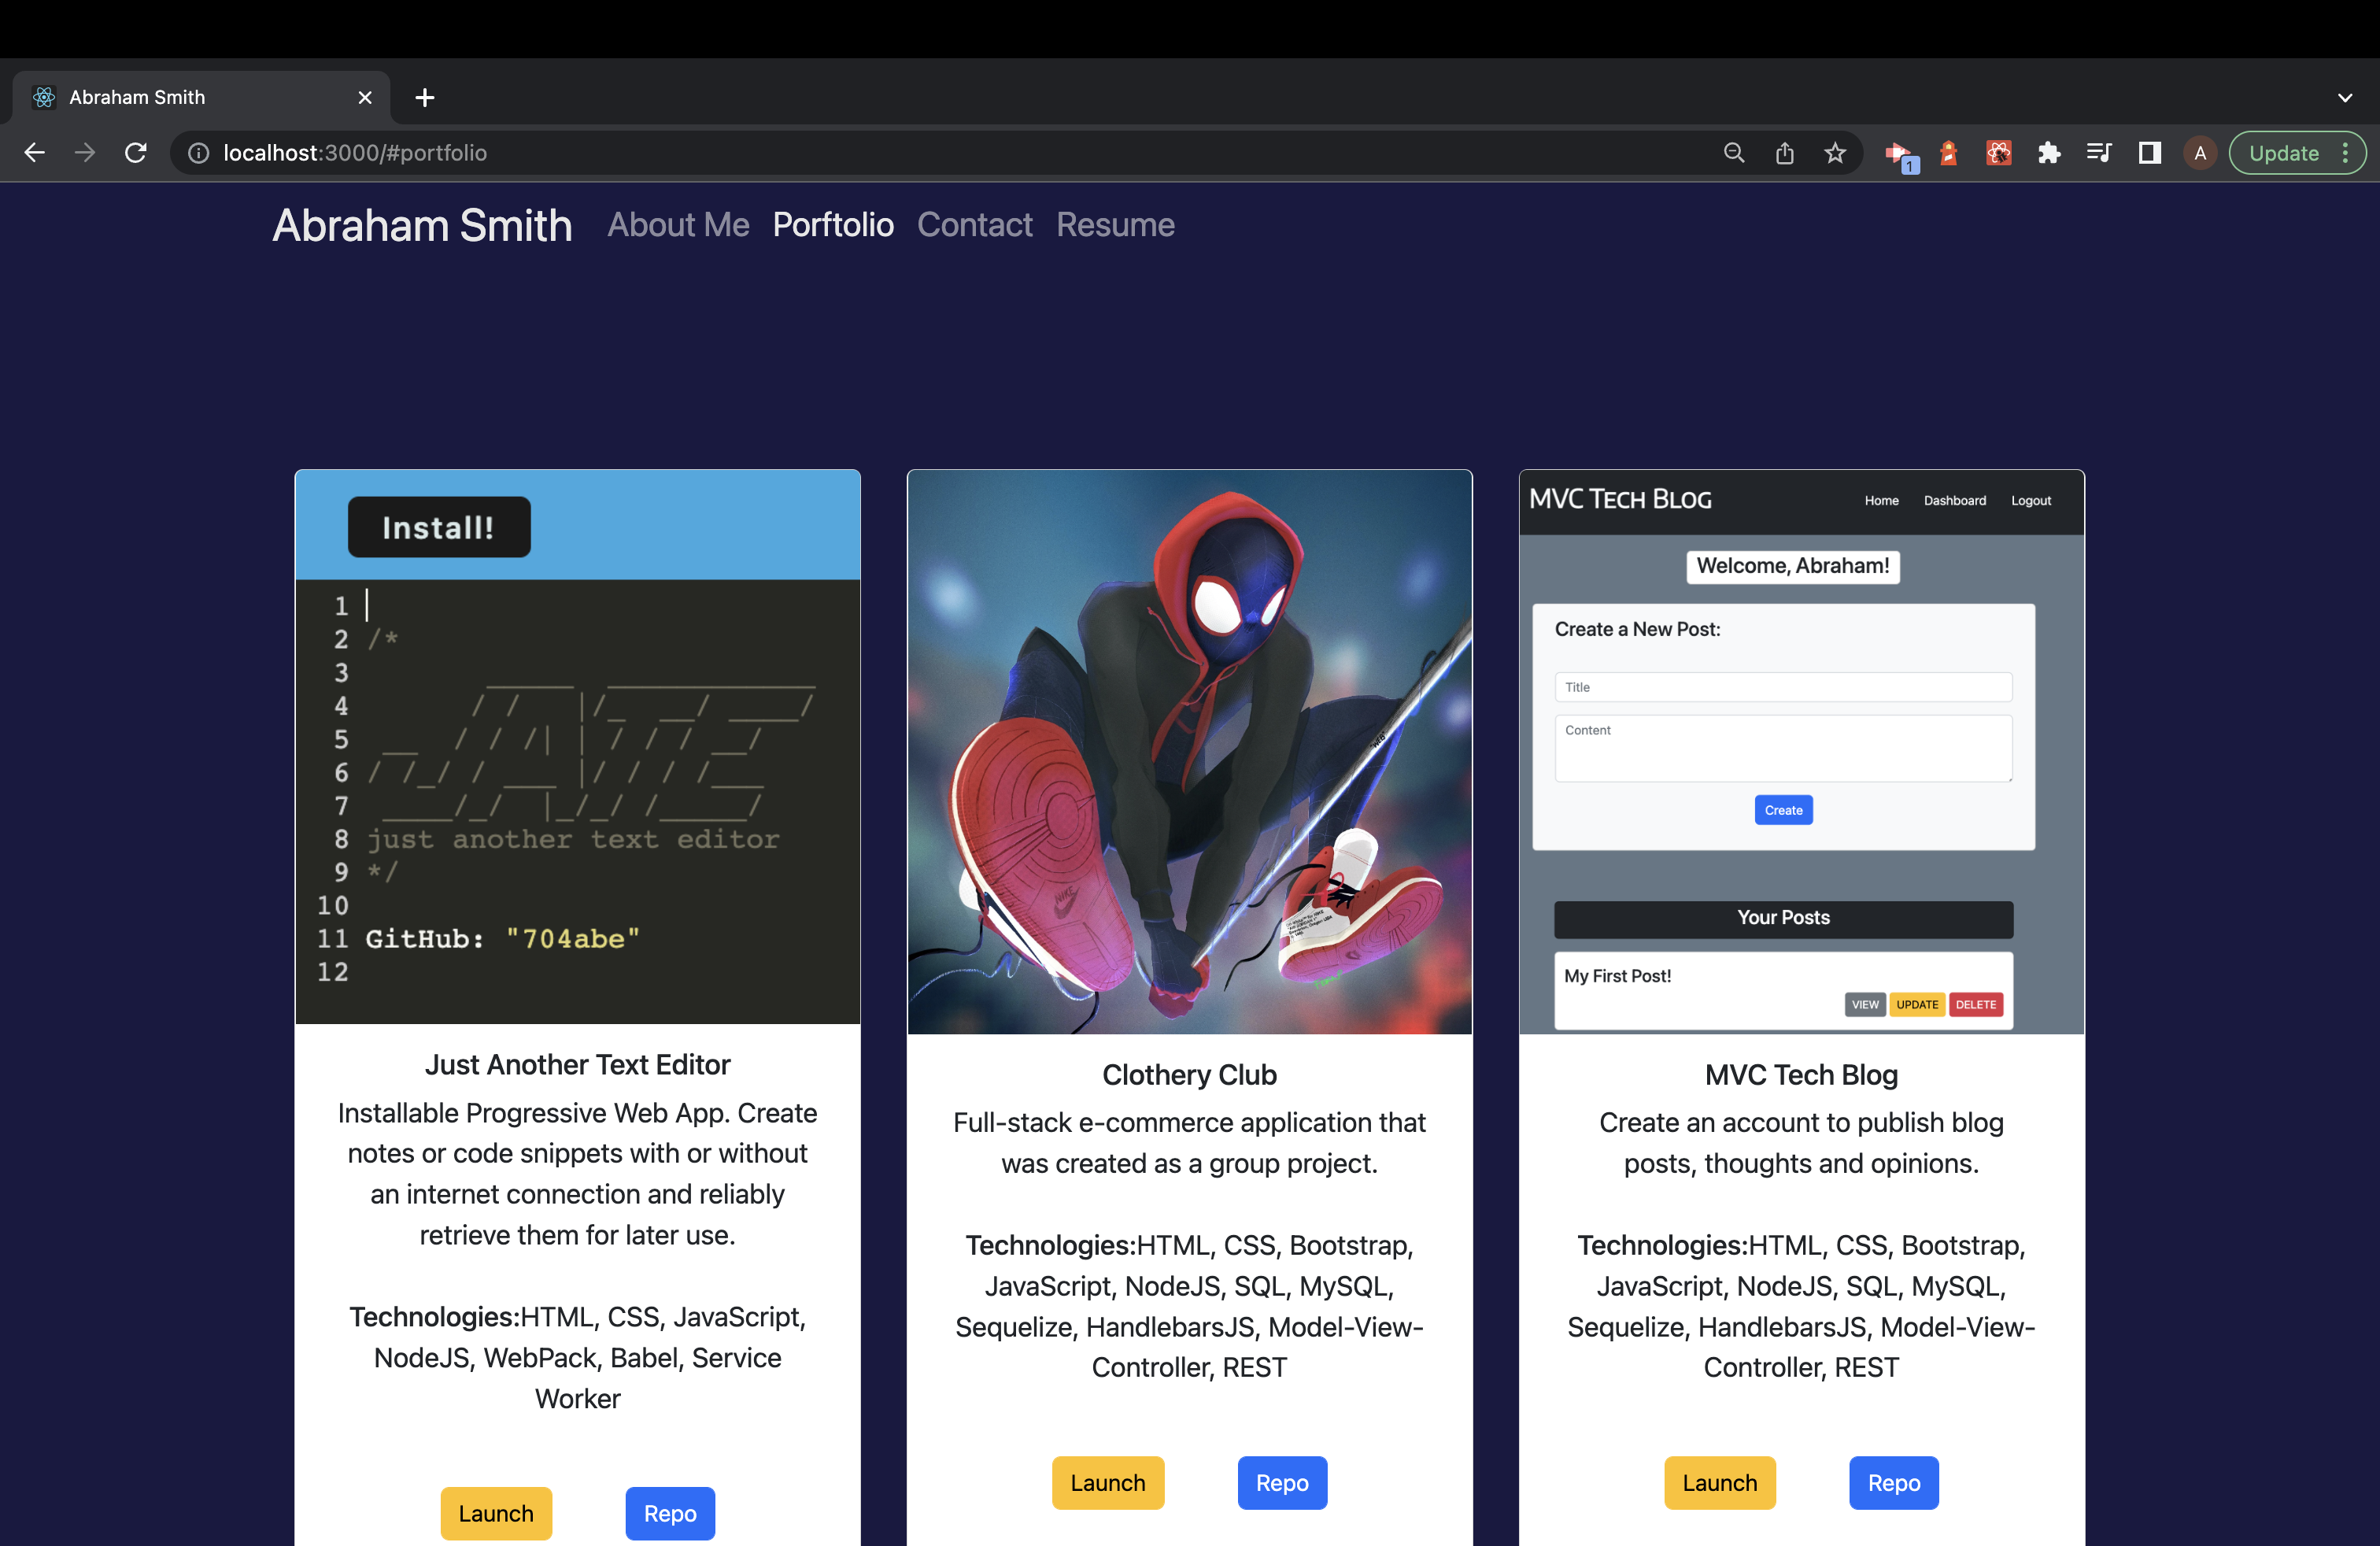 Abraham Smith
localhost:3000/#portfolio
1
A
Update
Abraham Smith About Me Porftolio Contact Resume
Install!
1
2 /*
3
4
5
6
7
8 just another text editor
9 */
10
11 GitHub: "704abe"
12
Just Another Text Editor
Installable Progressive Web App. Create
notes or code snippets with or without
an internet connection and reliably
retrieve them for later use.
Technologies:HTML, CSS, JavaScript,
NodeJS, WebPack, Babel, Service
Worker
Launch Repo
NIKE
Clothery Club
Full-stack e-commerce application that
was created as a group project.
Technologies:HTML, CSS, Bootstrap,
JavaScript, NodeJS, SQL, MySQL,
Sequelize, HandlebarsJS, Model-View-
Controller, REST
Launch Repo
MVC TECH BLOG Home Dashboard Logout
Welcome, Abraham!
Create a New Post:
Title
Content
Create
Your Posts
My First Post!
VIEW UPDATE DELETE
MVC Tech Blog
Create an account to publish blog
posts, thoughts and opinions.
Technologies:HTML, CSS, Bootstrap,
JavaScript, NodeJS, SQL, MySQL,
Sequelize, HandlebarsJS, Model-View-
Controller, REST
Launch Repo